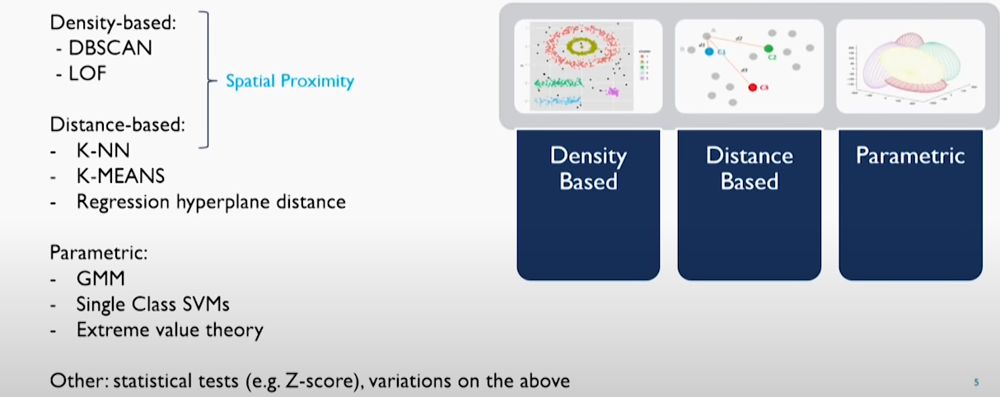 Density-based:
- DBSCAN
- LOF
Spatial Proximity
Distance-based:
- K-NN
- K-MEANS
- Regression hyperplane distance
Parametric:
- GMM
- Single Class SVMs
- Extreme value theory
Other: statistical tests (e.g. Z-score), variations on the above
A
B
d1
d2
d3
C1
C2
C3
Density
Based
Distance
Based
Parametric
5